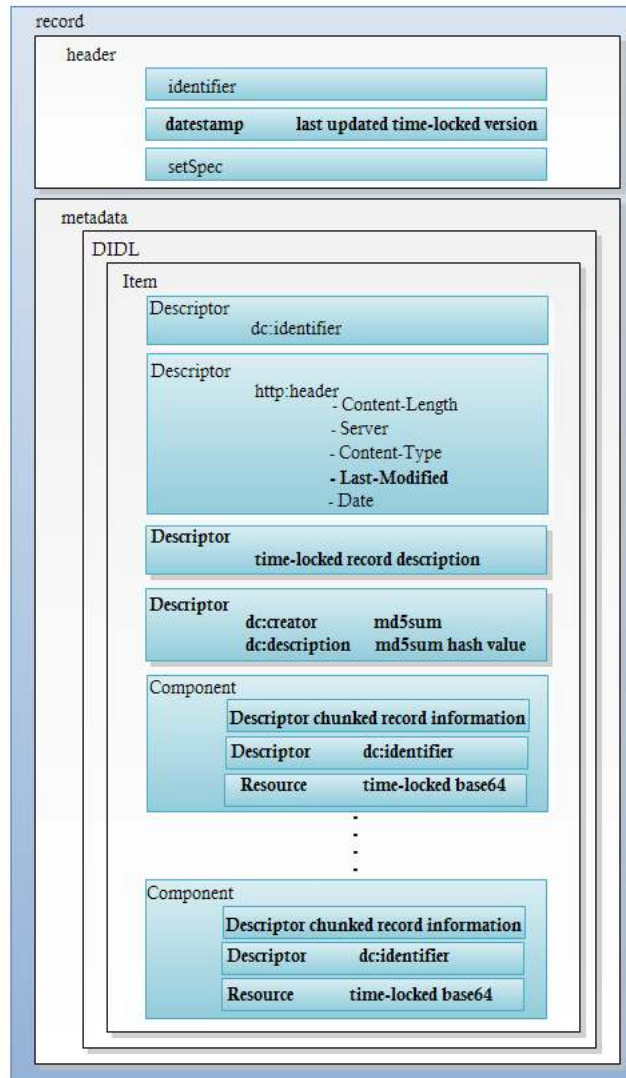 record
header
identifier
datestamp last updated time-locked version
setSpec
metadata
DIDL
Item
Descriptor
dc:identifier
Descriptor
http:header
- Content-Length
- Server
- Content-Type
- Last-Modified
- Date
Descriptor
time-locked record description
Descriptor
dc:creator md5sum
dc:description md5sum hash value
Component
Descriptor chunked record information
Descriptor dc:identifier
Resource time-locked base64
Component
Descriptor chunked record information
Descriptor dc:identifier
Resource time-locked base64